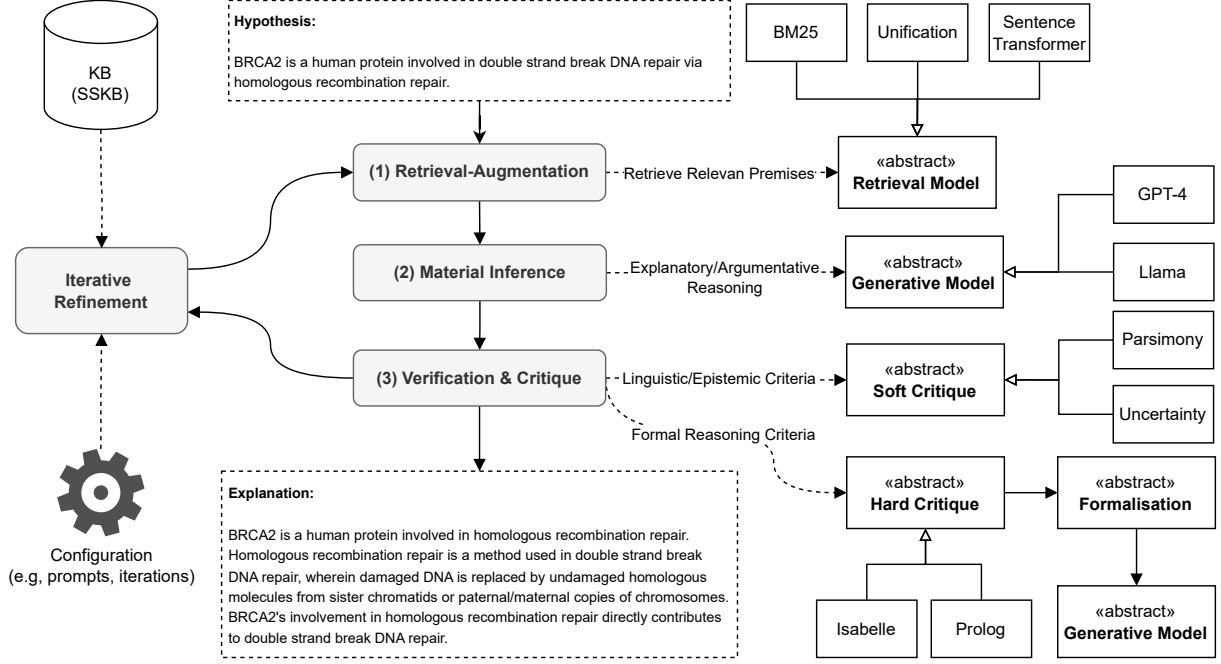 KB
(SSKB)
Hypothesis:
BRCA2 is a human protein involved in double strand break DNA repair via
homologous recombination repair.
BM25
Unification
Sentence
Transformer
(1) Retrieval-Augmentation
Retrieve Relevan Premises
«abstract»
Retrieval Model
GPT-4
Iterative
Refinement
(2) Material Inference
Explanatory/Argumentative
Reasoning
«abstract»
Generative Model
Llama
Parsimony
(3) Verification & Critique
Linguistic/Epistemic Criteria
«abstract»
Soft Critique
Uncertainty
Formal Reasoning Criteria
«abstract»
Hard Critique
«abstract»
Formalisation
Configuration
(e.g, prompts, iterations)
Explanation:
BRCA2 is a human protein involved in homologous recombination repair.
Homologous recombination repair is a method used in double strand break
DNA repair, wherein damaged DNA is replaced by undamaged homologous
molecules from sister chromatids or paternal/maternal copies of chromosomes.
BRCA2's involvement in homologous recombination repair directly contributes
to double strand break DNA repair.
Isabelle
Prolog
«abstract»
Generative Model